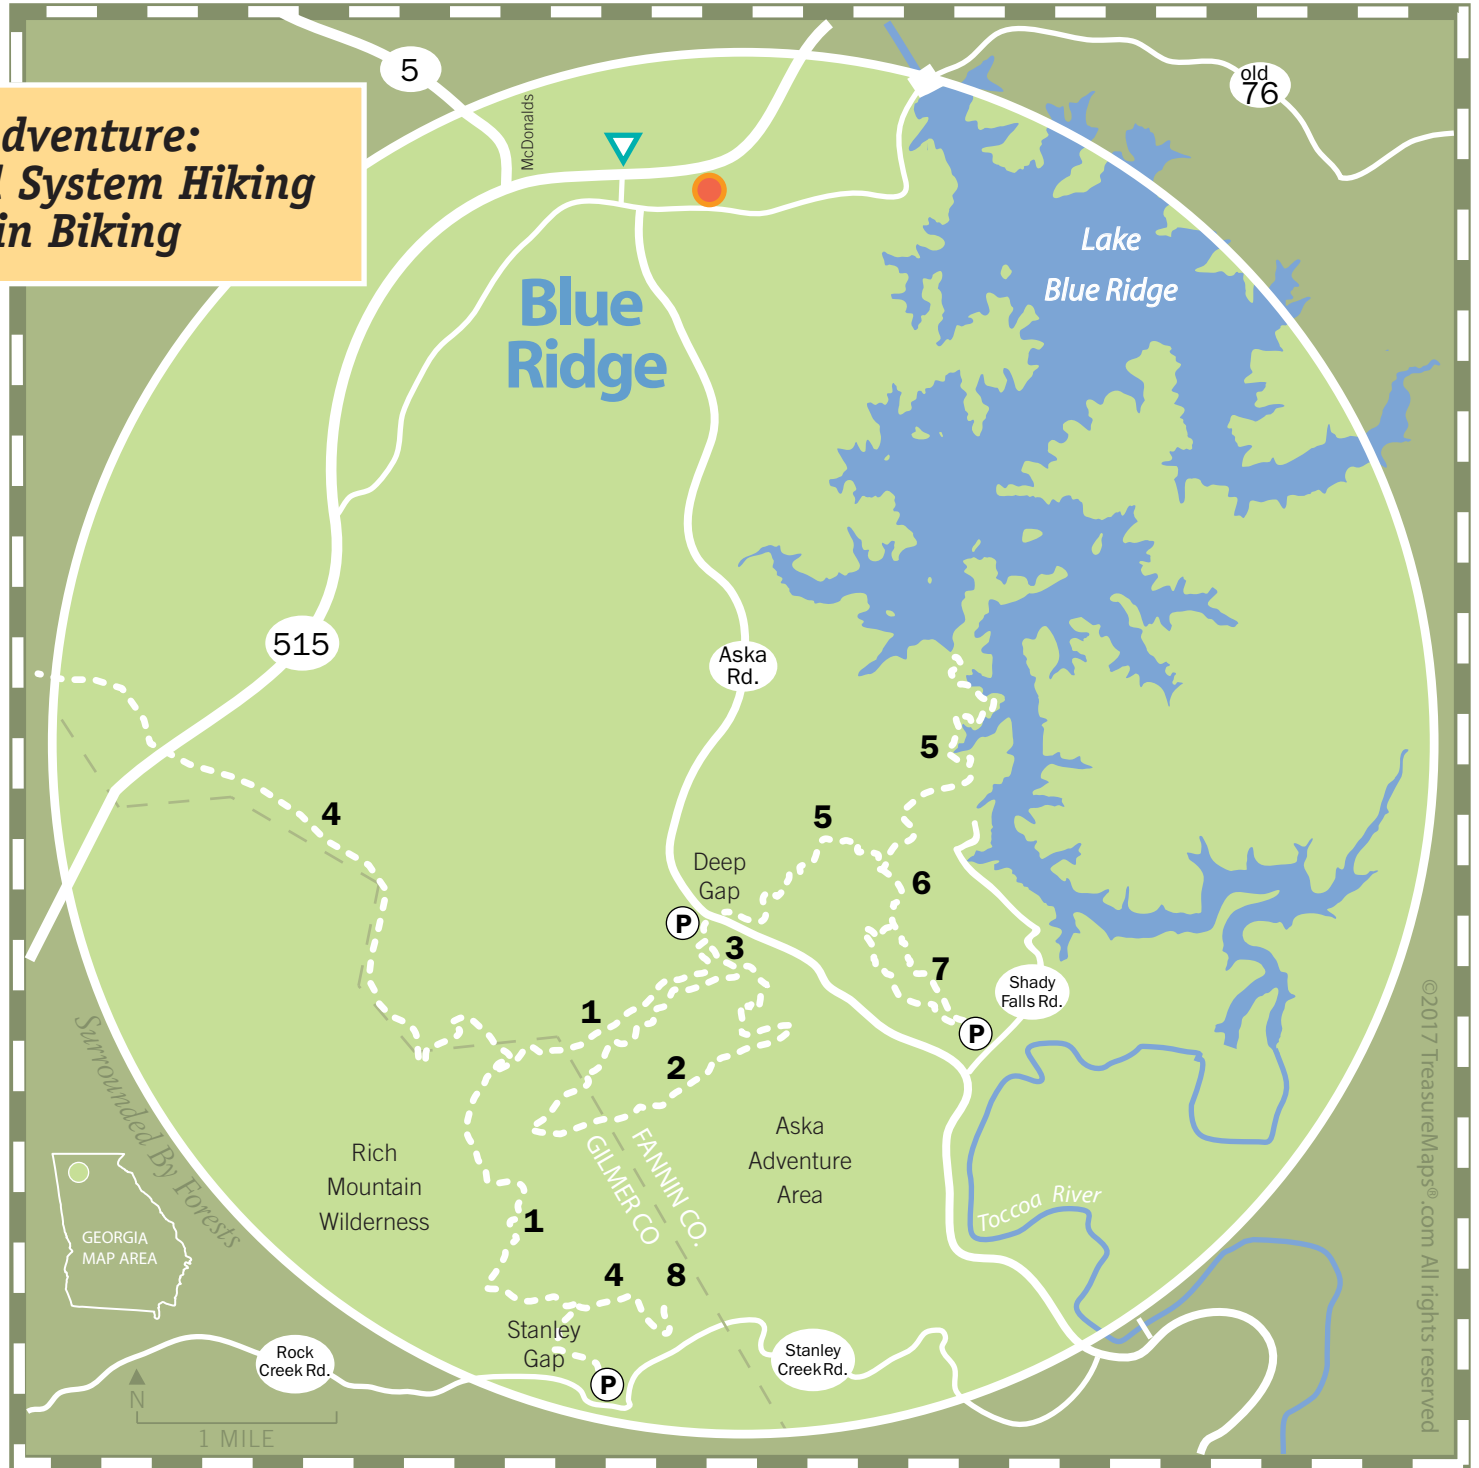 dventure:
System Hiking
in Biking
5
McDonalds
old
76
Lake
Blue Ridge
Blue
Ridge
515
Aska
Rd.
5
4
5
Deep
Gap
6
P
3
7
Shady
Falls Rd.
1
P
2
Surrounded By Forests
Aska
Adventure
Area
Rich
Mountain
Wilderness
FANNIN CO.
GILMER CO
Toccoa River
1
GEORGIA
MAP AREA
4
8
Stanley
Gap
Rock
Creek Rd.
Stanley
Creek Rd.
P
N
1 MILE
©2017 TreasureMaps®.com All rights reserved